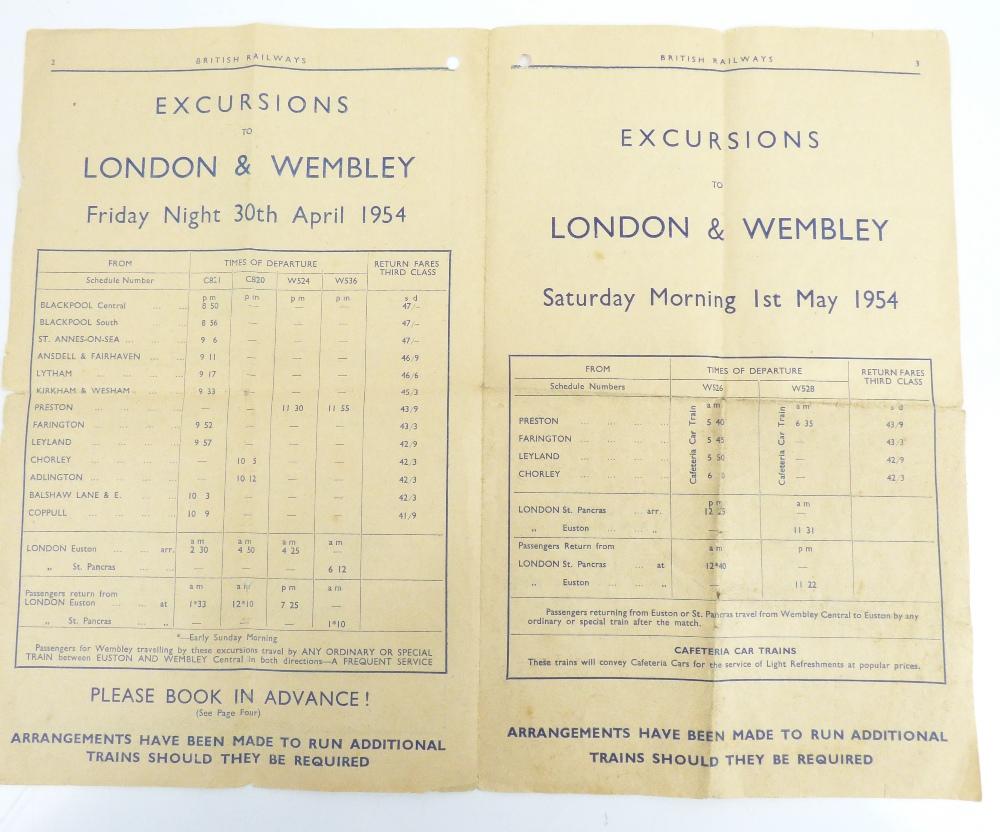 2 BRITISH RAILWAYS
EXCURSIONS
TO
LONDON & WEMBLEY
Friday Night 30th April 1954
FROM TIMES OF DEPARTURE RETURN FARES
THIRD CLASS
Schedule Number C821 C820 W524 W536
p m p m p m p m s d
BLACKPOOL Central ... ... 8 50 — — — 47/–
BLACKPOOL South ... ... 8 56 — — — 47/–
ST. ANNES-ON-SEA ... ... ... 9 6 — — — 47/–
ANSDELL & FAIRHAVEN ... ... 9 11 — — — 46/9
LYTHAM ... ... ... ... 9 17 — — — 46/6
KIRKHAM & WESHAM ... ... 9 33 — — — 45/3
PRESTON ... ... ... ... — — 11 30 11 55 43/9
FARINGTON ... ... ... 9 52 — — — 43/3
LEYLAND ... ... ... ... 9 57 — — — 42/9
CHORLEY ... ... ... ... — 10 5 — — 42/3
ADLINGTON ... ... ... ... — 10 12 — — 42/3
BALSHAW LANE & E. ... ... 10 3 — — — 42/3
COPPULL ... ... ... ... 10 9 — — — 41/9
a m a m a m a m
LONDON Euston ... ... arr. 2 30 4 50 4 25 —
„ St. Pancras ... ... — — — 6 12
a m a m p m a m
Passengers return from
LONDON Euston ... ... at 1*33 12*10 7 25 —
„ St. Pancras ... ... „ — — — 1*10
*—Early Sunday Morning
Passengers for Wembley travelling by these excursions travel by ANY ORDINARY OR SPECIAL
TRAIN between EUSTON AND WEMBLEY Central in both directions—A FREQUENT SERVICE
PLEASE BOOK IN ADVANCE !
(See Page Four)
ARRANGEMENTS HAVE BEEN MADE TO RUN ADDITIONAL
TRAINS SHOULD THEY BE REQUIRED
BRITISH RAILWAYS 3
EXCURSIONS
TO
LONDON & WEMBLEY
Saturday Morning 1st May 1954
FROM TIMES OF DEPARTURE RETURN FARES
THIRD CLASS
Schedule Numbers W526 W528
Cafeteria Car Train
Cafeteria Car Train
a m a m s d
PRESTON ... ... ... ... 5 40 6 35 43/9
FARINGTON ... ... ... ... 5 45 — 43/3
LEYLAND ... ... ... ... 5 50 — 42/9
CHORLEY ... ... ... ... 6 — 42/3
p m a m
LONDON St. Pancras ... arr. 12 25 —
„ Euston ... „ — 11 31
Passengers Return from a m p m
LONDON St. Pancras ... at 12*40 —
„ Euston ... ... „ — 11 22
Passengers returning from Euston or St. Pancras travel from Wembley Central to Euston by any
ordinary or special train after the match.
CAFETERIA CAR TRAINS
These trains will convey Cafeteria Cars for the service of Light Refreshments at popular prices.
ARRANGEMENTS HAVE BEEN MADE TO RUN ADDITIONAL
TRAINS SHOULD THEY BE REQUIRED